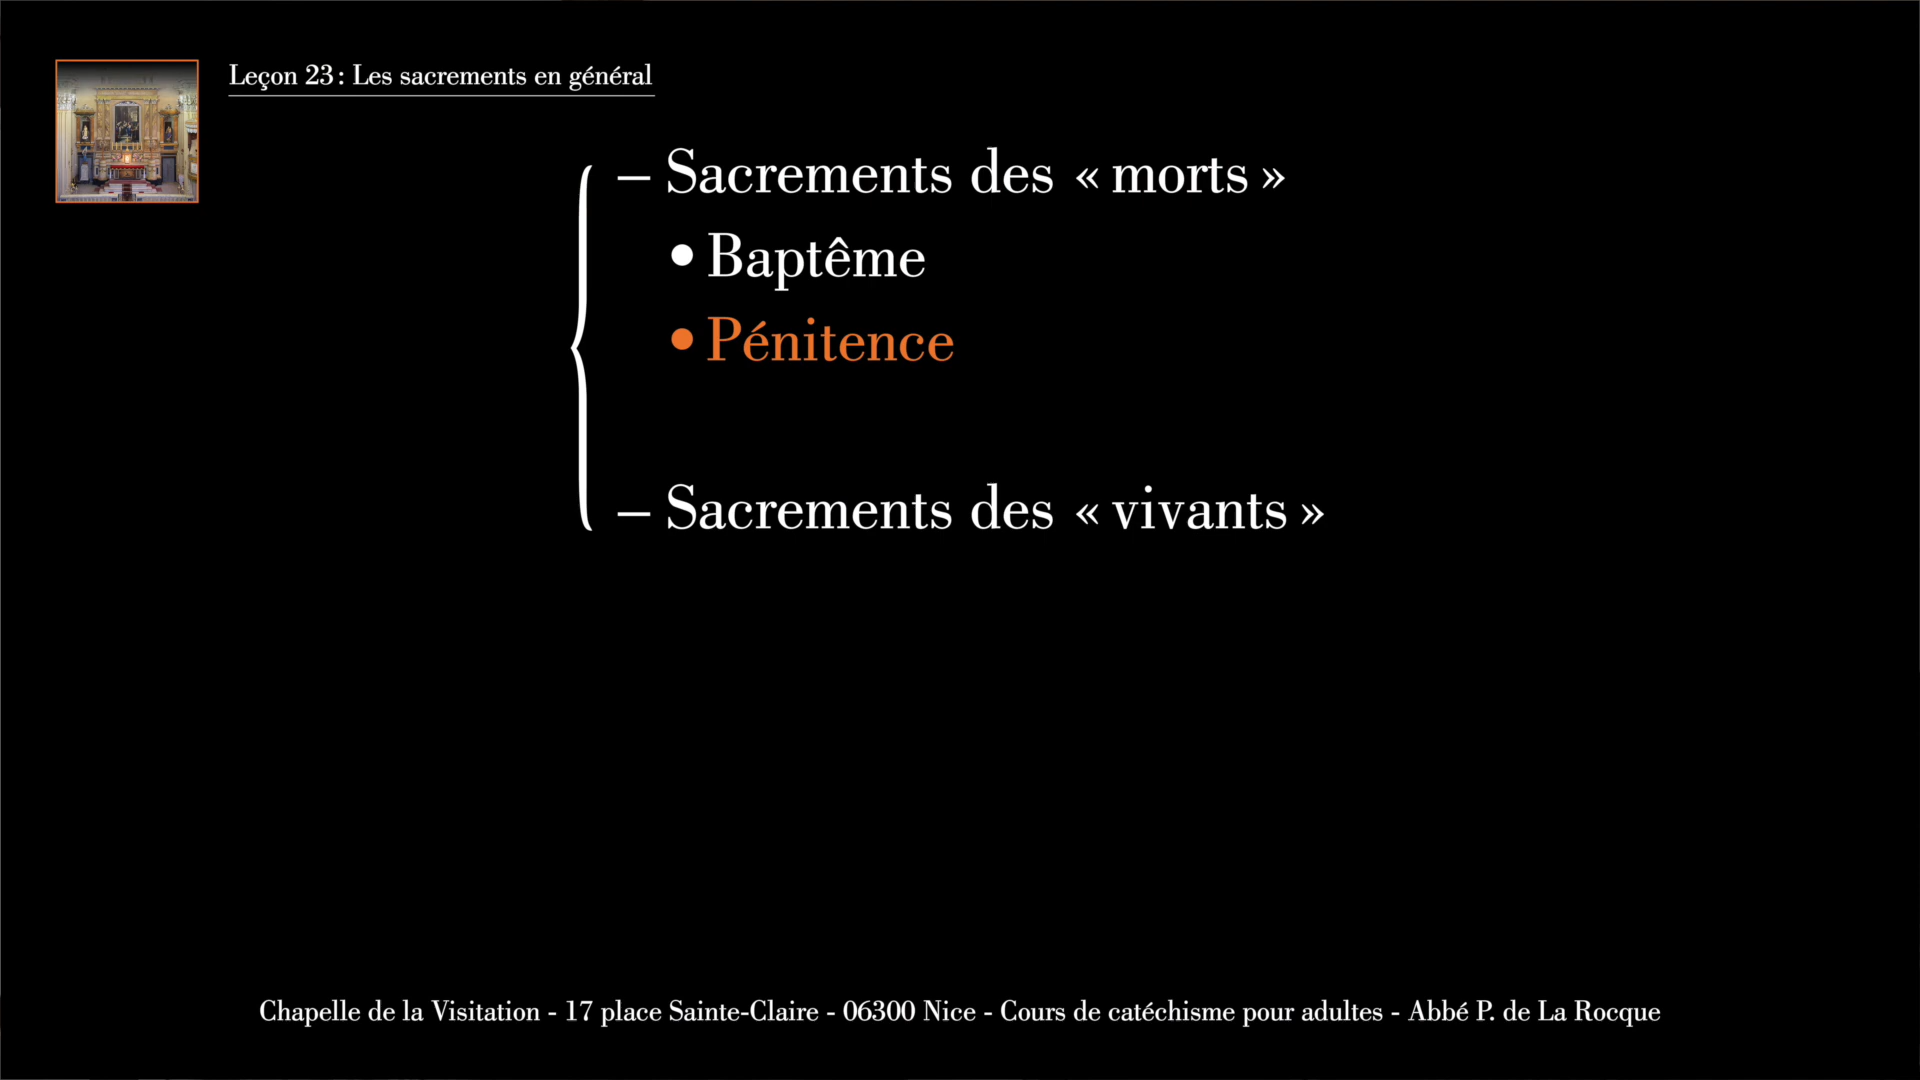 Leçon 23 : Les sacrements en général
– Sacrements des « morts »
• Baptême
• Pénitence
– Sacrements des « vivants »
Chapelle de la Visitation - 17 place Sainte-Claire - 06300 Nice - Cours de catéchisme pour adultes - Abbé P. de La Rocque